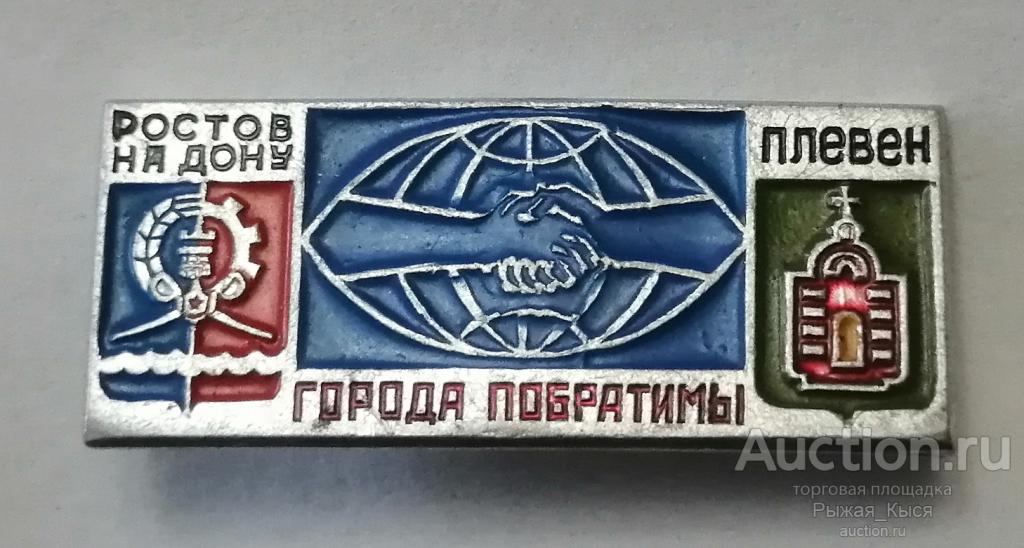 РОСТОВ
НА ДОНУ
ПЛЕВЕН
ГОРОДА ПОБРАТИМЫ
Auction.ru
торговая площадка
Рыжая_Кыся
auction.ru